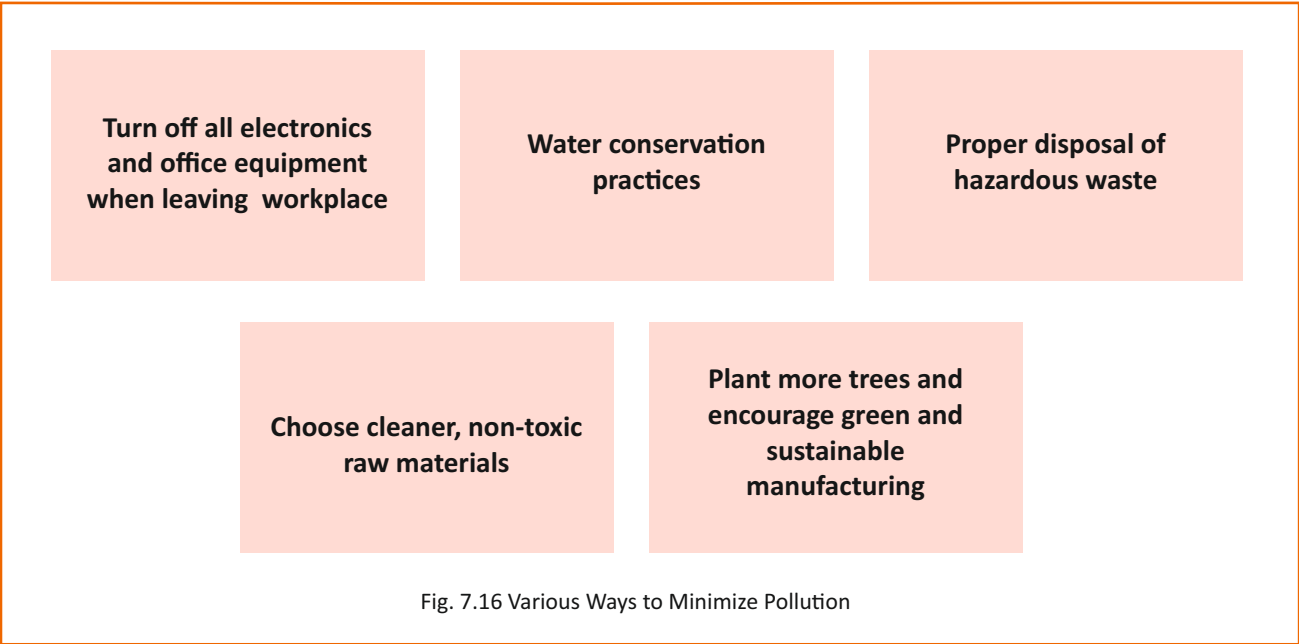 Turn off all electronics
and office equipment
when leaving workplace
Water conservation
practices
Proper disposal of
hazardous waste
Choose cleaner, non-toxic
raw materials
Plant more trees and
encourage green and
sustainable
manufacturing
Fig. 7.16 Various Ways to Minimize Pollution